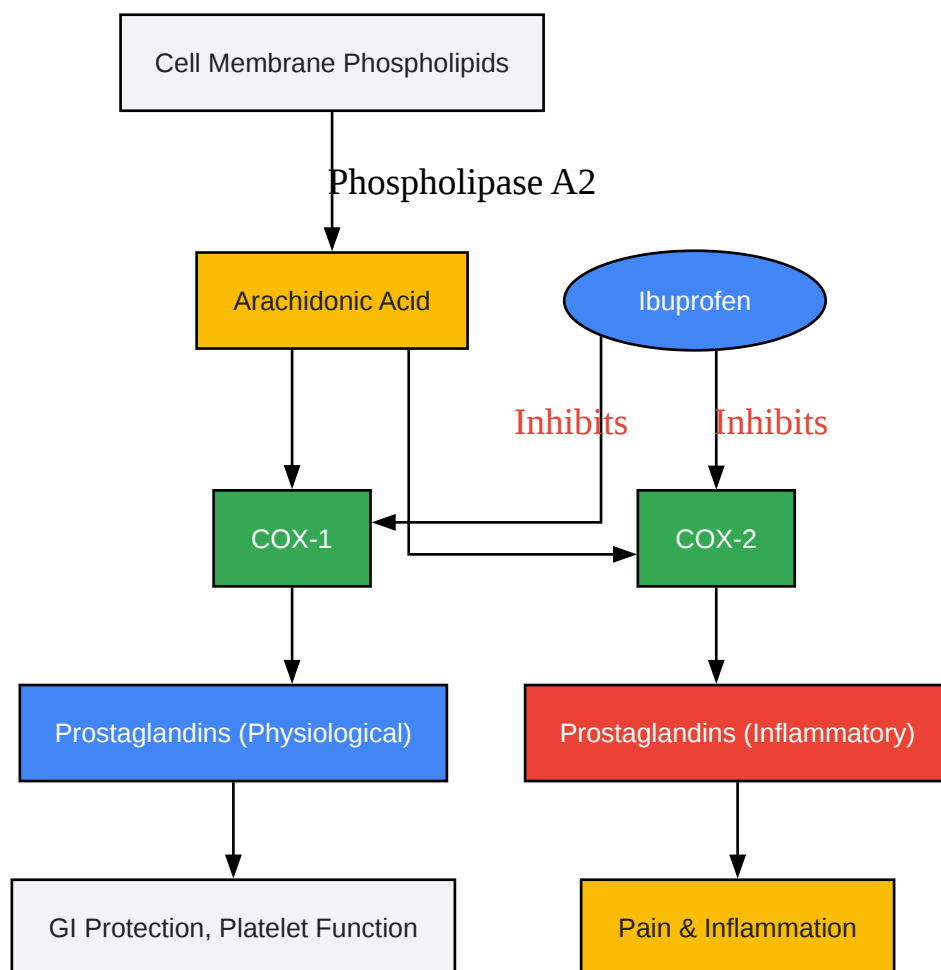 Cell Membrane Phospholipids
Phospholipase A2
Arachidonic Acid
Ibuprofen
Inhibits
Inhibits
COX-1
COX-2
Prostaglandins (Physiological)
Prostaglandins (Inflammatory)
GI Protection, Platelet Function
Pain & Inflammation